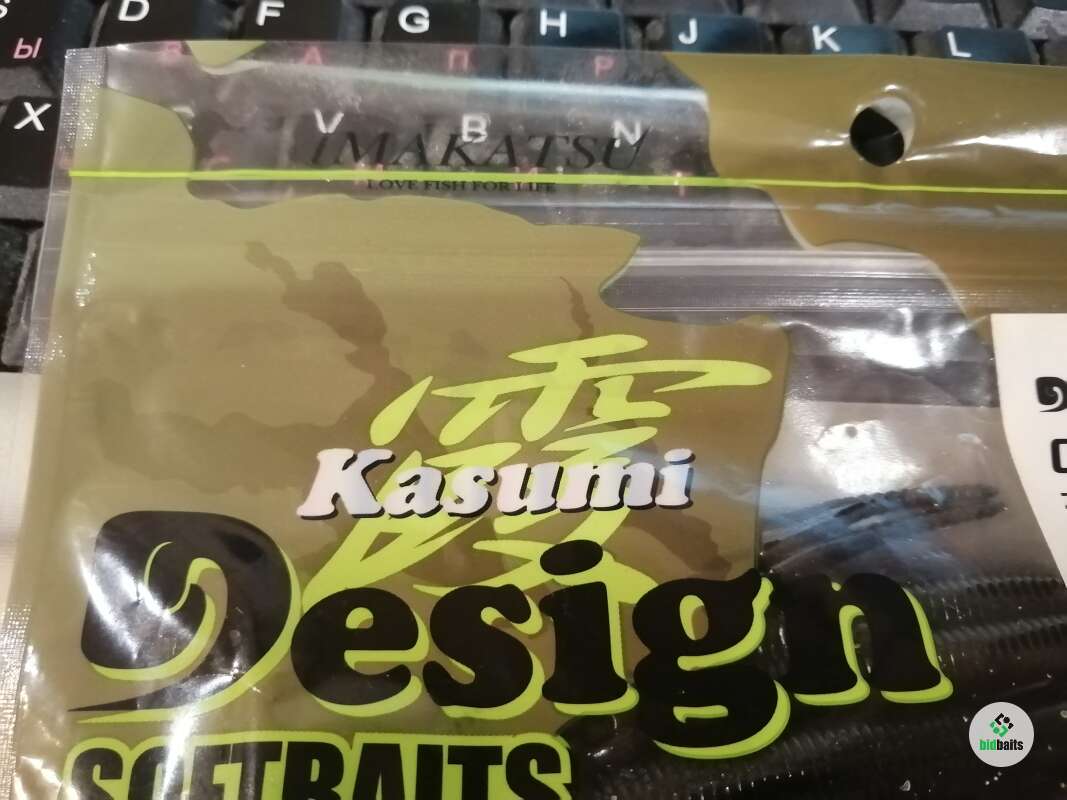 D F G H J K L
Ы В А П Р
X V B N
IMAKATSU
LOVE FISH FOR LIFE
霞
Kasumi
Design
SOFTBAITS
bidbaits